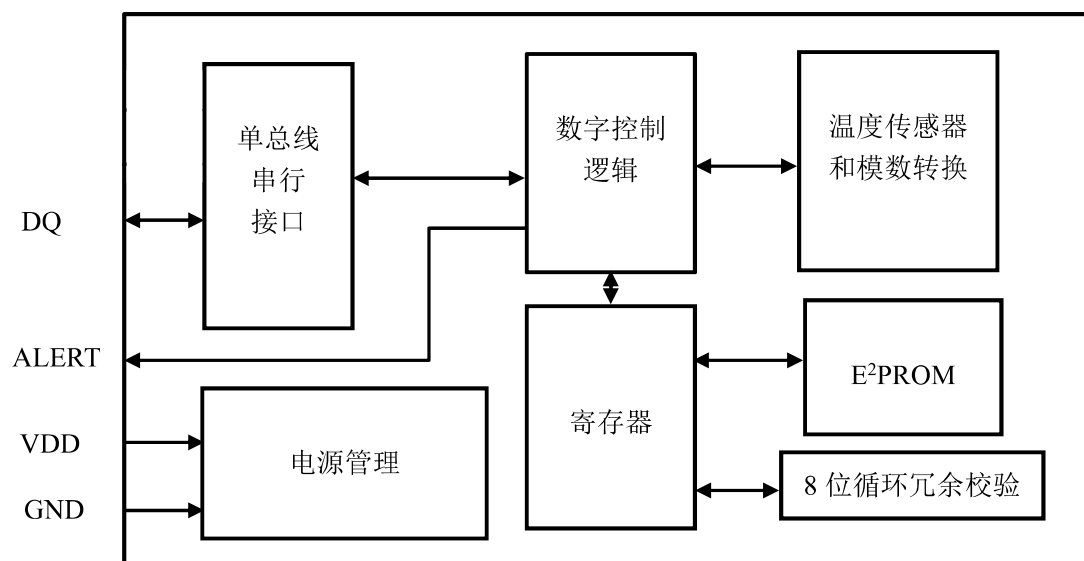 DQ
ALERT
VDD
GND
单总线
串行
接口
数字控制
逻辑
温度传感器
和模数转换
电源管理
寄存器
E²PROM
8 位循环冗余校验